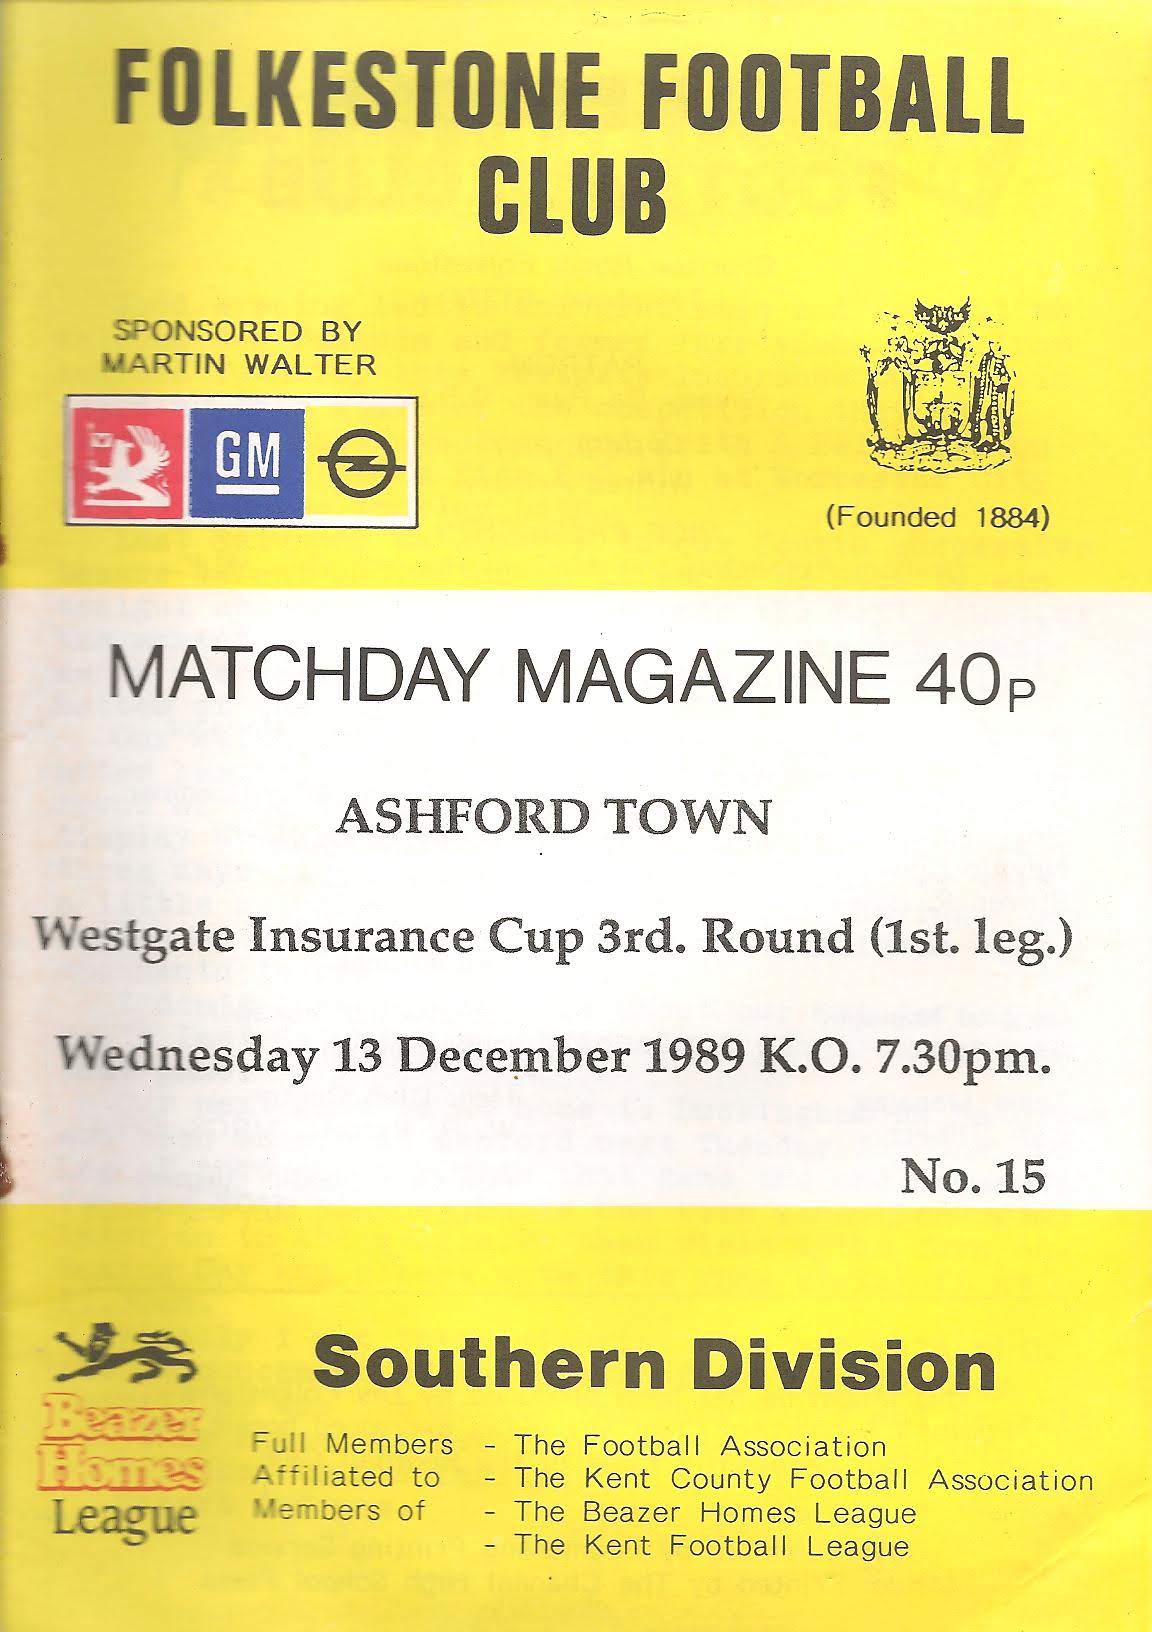 FOLKESTONE FOOTBALL
CLUB
SPONSORED BY
MARTIN WALTER
GM
(Founded 1884)
MATCHDAY MAGAZINE 40P
ASHFORD TOWN
Westgate Insurance Cup 3rd. Round (1st. leg.)
Wednesday 13 December 1989 K.O. 7.30pm.
No. 15
Southern Division
Beazer
Homes
League
Full Members - The Football Association
Affiliated to - The Kent County Football Association
Members of - The Beazer Homes League
- The Kent Football League